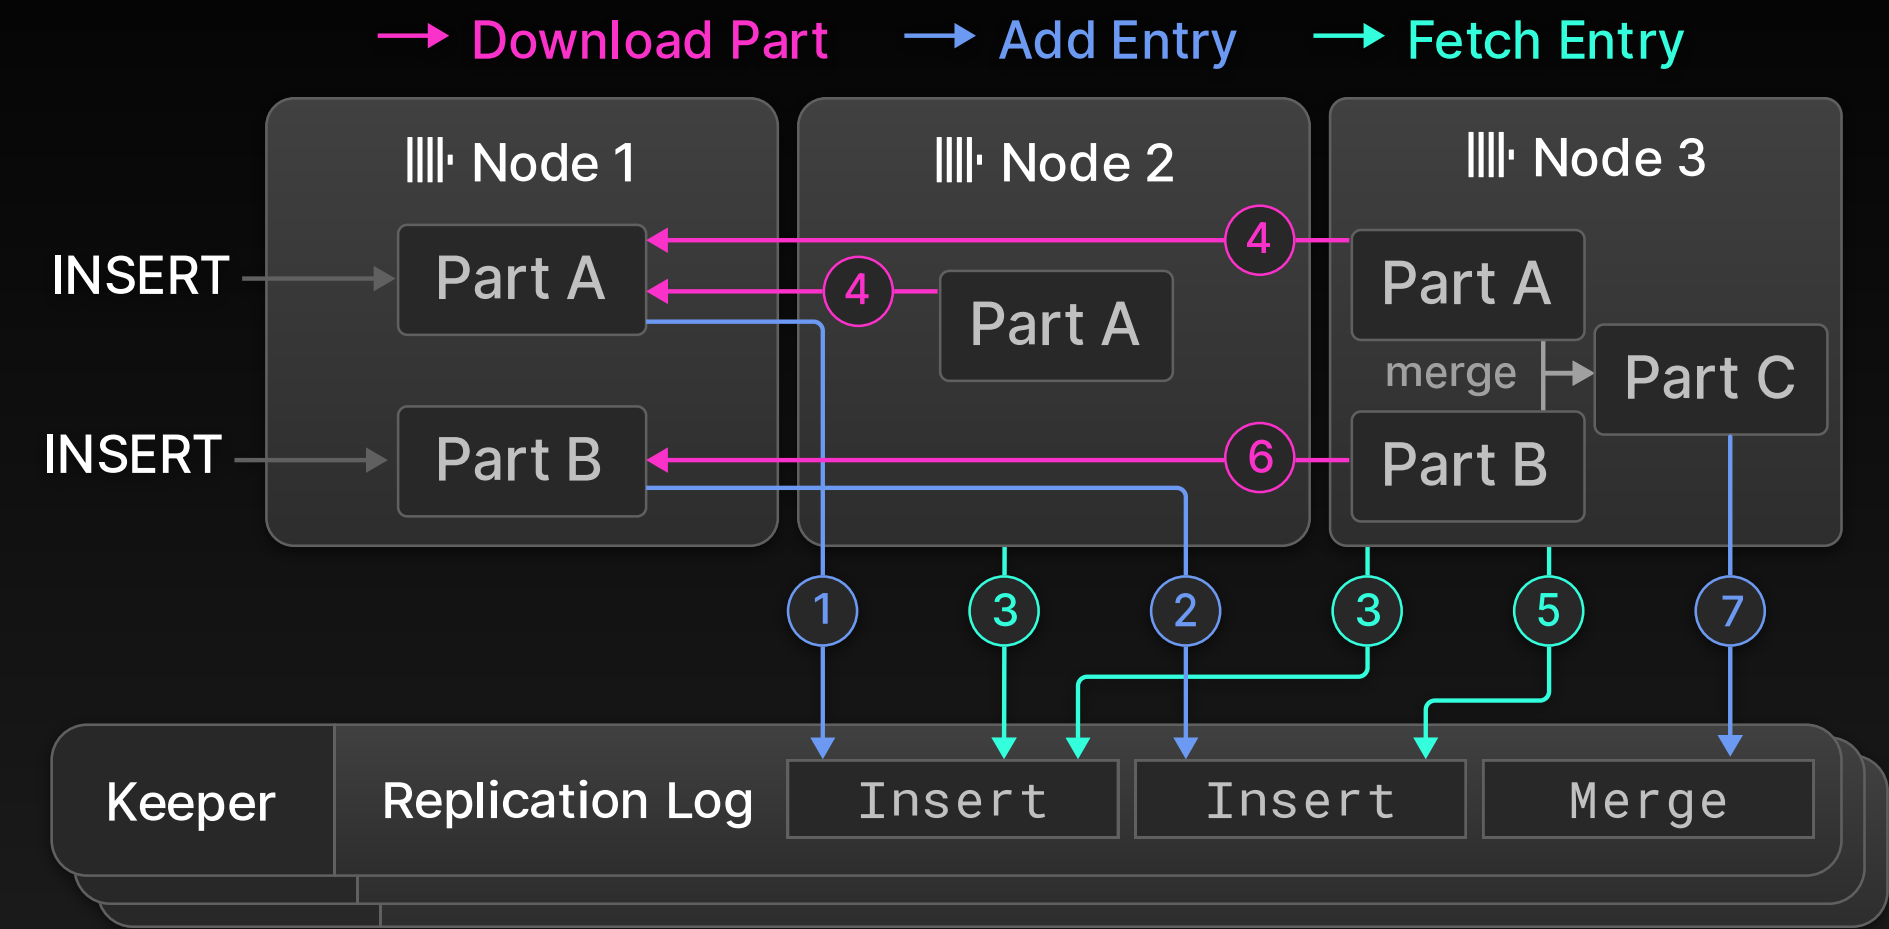 Download Part
Add Entry
Fetch Entry
Node 1
Node 2
Node 3
INSERT
Part A
4
4
Part A
Part A
merge
Part C
INSERT
Part B
6
Part B
1
3
2
3
5
7
Keeper
Replication Log
Insert
Insert
Merge